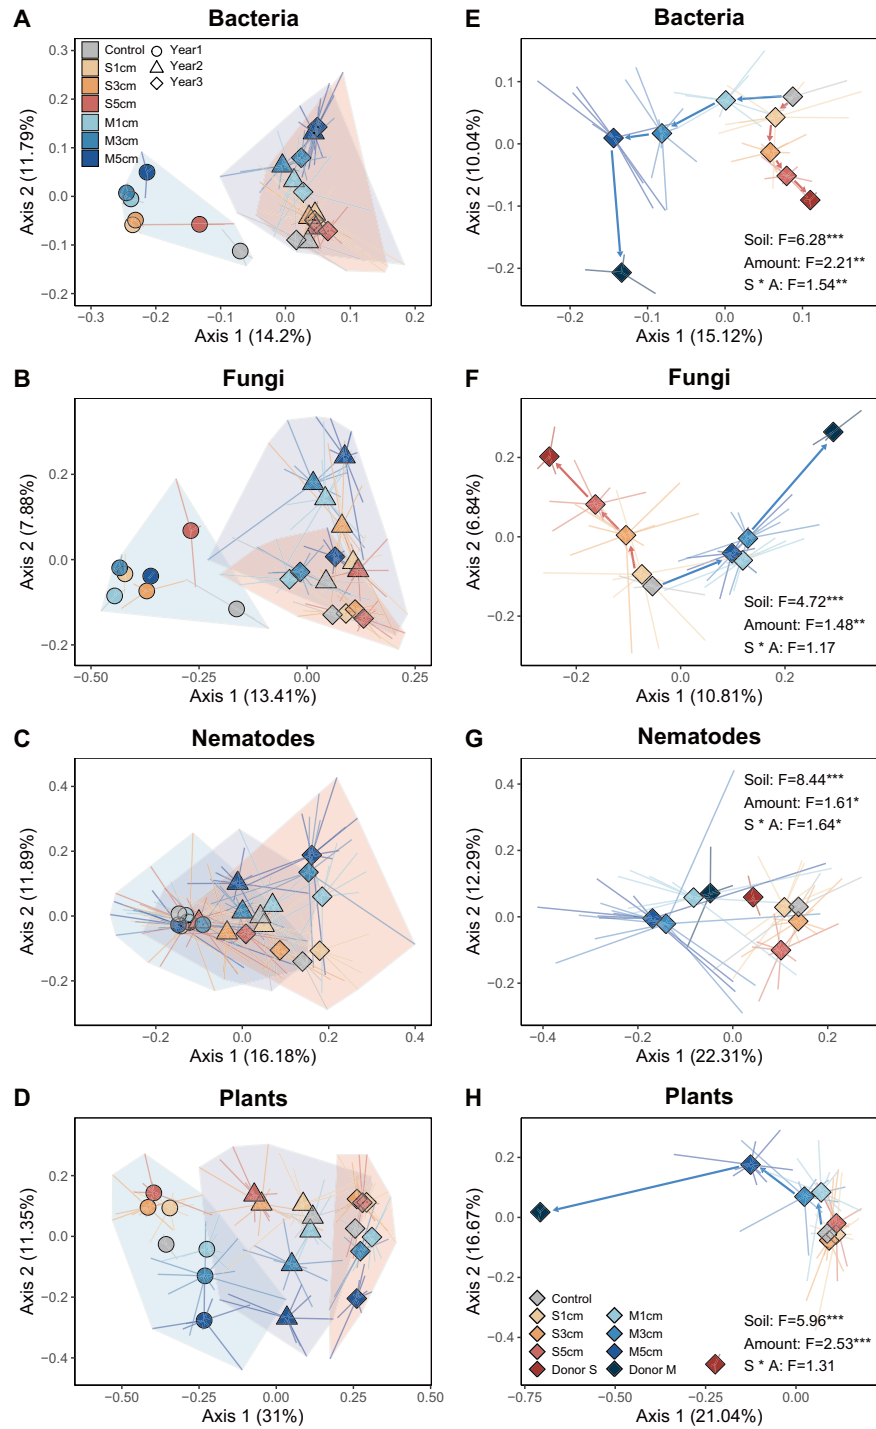 A
Bacteria
Control
S1cm
S3cm
S5cm
M1cm
M3cm
M5cm
Year1
Year2
Year3
0.3
0.2
0.1
0.0
−0.1
−0.2
Axis 2 (11.79%)
−0.3
−0.2
−0.1
0.0
0.1
0.2
Axis 1 (14.2%)
E
Bacteria
0.1
0.0
−0.1
−0.2
Axis 2 (10.04%)
Soil: F=6.28***
Amount: F=2.21**
S * A: F=1.54**
−0.2
−0.1
0.0
0.1
Axis 1 (15.12%)
B
Fungi
0.2
0.0
−0.2
Axis 2 (7.88%)
−0.50
−0.25
0.00
0.25
Axis 1 (13.41%)
F
Fungi
0.2
0.0
−0.2
Axis 2 (6.84%)
Soil: F=4.72***
Amount: F=1.48**
S * A: F=1.17
−0.2
0.0
0.2
Axis 1 (10.81%)
C
Nematodes
0.4
0.2
0.0
−0.2
Axis 2 (11.89%)
−0.2
0.0
0.2
0.4
Axis 1 (16.18%)
G
Nematodes
Soil: F=8.44***
Amount: F=1.61*
S * A: F=1.64*
0.4
0.2
0.0
−0.2
Axis 2 (12.29%)
−0.4
−0.2
0.0
0.2
Axis 1 (22.31%)
D
Plants
0.2
0.0
−0.2
−0.4
Axis 2 (11.35%)
−0.50
−0.25
0.00
0.25
0.50
Axis 1 (31%)
H
Plants
0.2
0.0
−0.2
−0.4
Axis 2 (16.67%)
Control
S1cm
S3cm
S5cm
Donor S
M1cm
M3cm
M5cm
Donor M
Soil: F=5.96***
Amount: F=2.53***
S * A: F=1.31
−0.75
−0.50
−0.25
0.00
Axis 1 (21.04%)